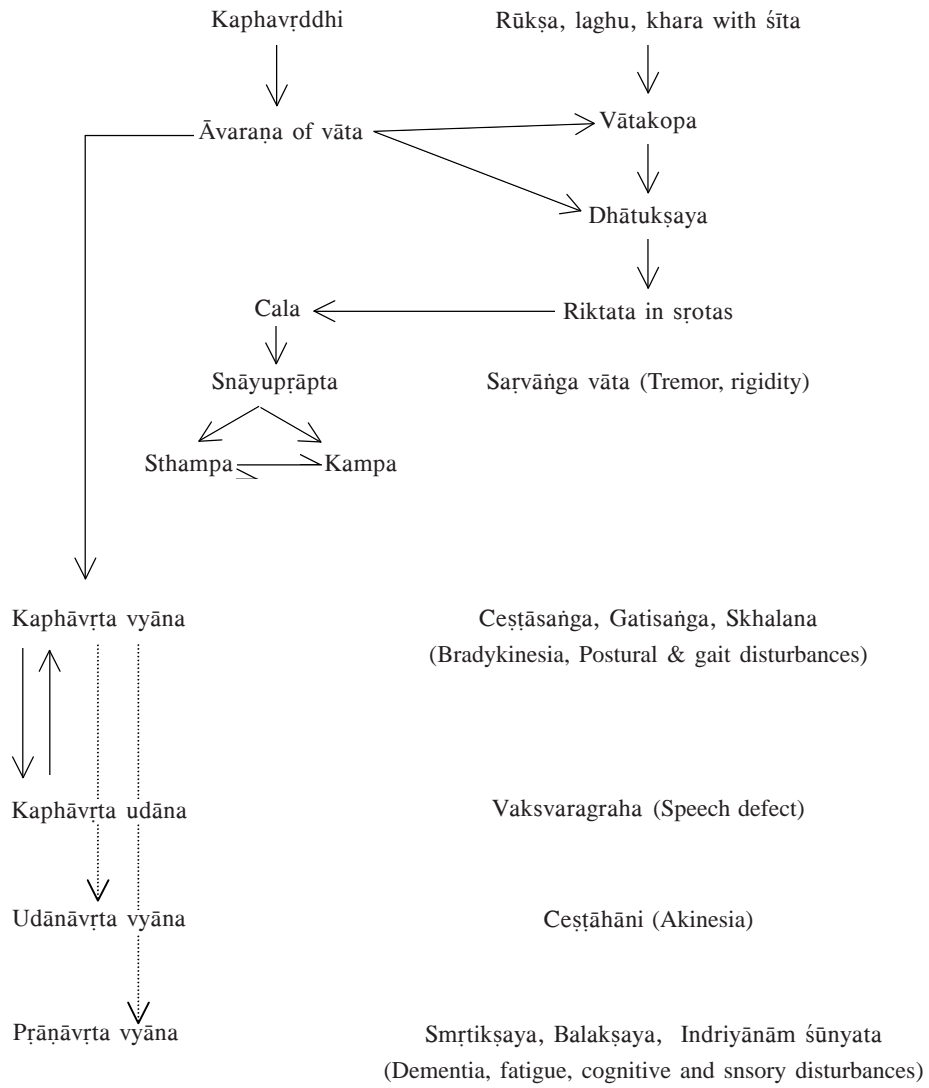 Kaphavṛddhi
Rūkṣa, laghu, khara with śīta
Āvaraṇa of vāta
Vātakopa
Dhātukṣaya
Cala
Riktata in sṛotas
Snāyupṛāpta
Saṛvāṅga vāta (Tremor, rigidity)
Sthampa
Kampa
Kaphāvṛta vyāna
Ceṣṭāsaṅga, Gatisaṅga, Skhalana
(Bradykinesia, Postural & gait disturbances)
Kaphāvṛta udāna
Vaksvaragraha (Speech defect)
Udānāvṛta vyāna
Ceṣṭāhāni (Akinesia)
Pṛāṇāvṛta vyāna
Smṛtikṣaya, Balakṣaya, Indriyānām śūnyata
(Dementia, fatigue, cognitive and snsory disturbances)